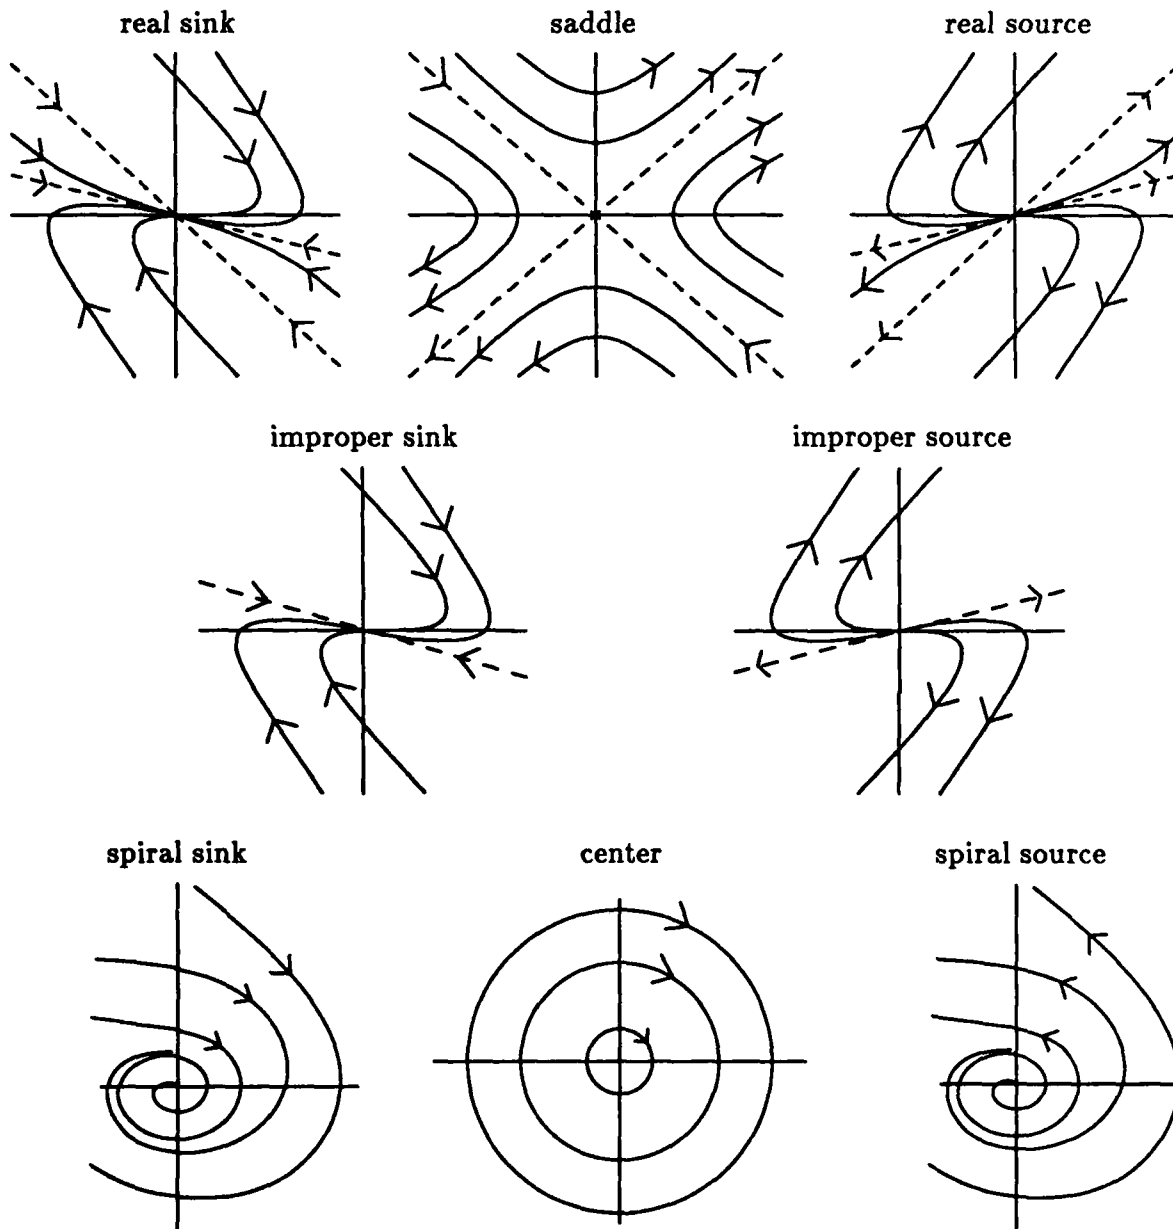 real sink
saddle
real source
improper sink
improper source
spiral sink
center
spiral source